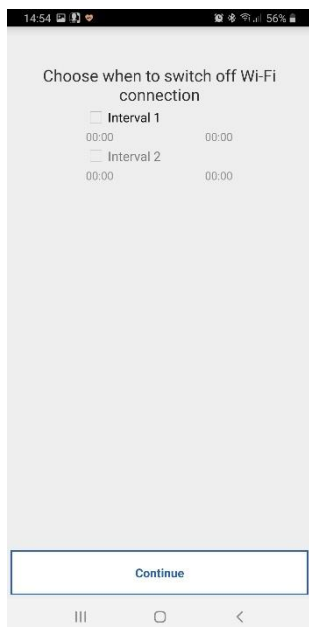 14:54 56%
Choose when to switch off Wi-Fi
connection
Interval 1
00:00 00:00
Interval 2
00:00 00:00
Continue